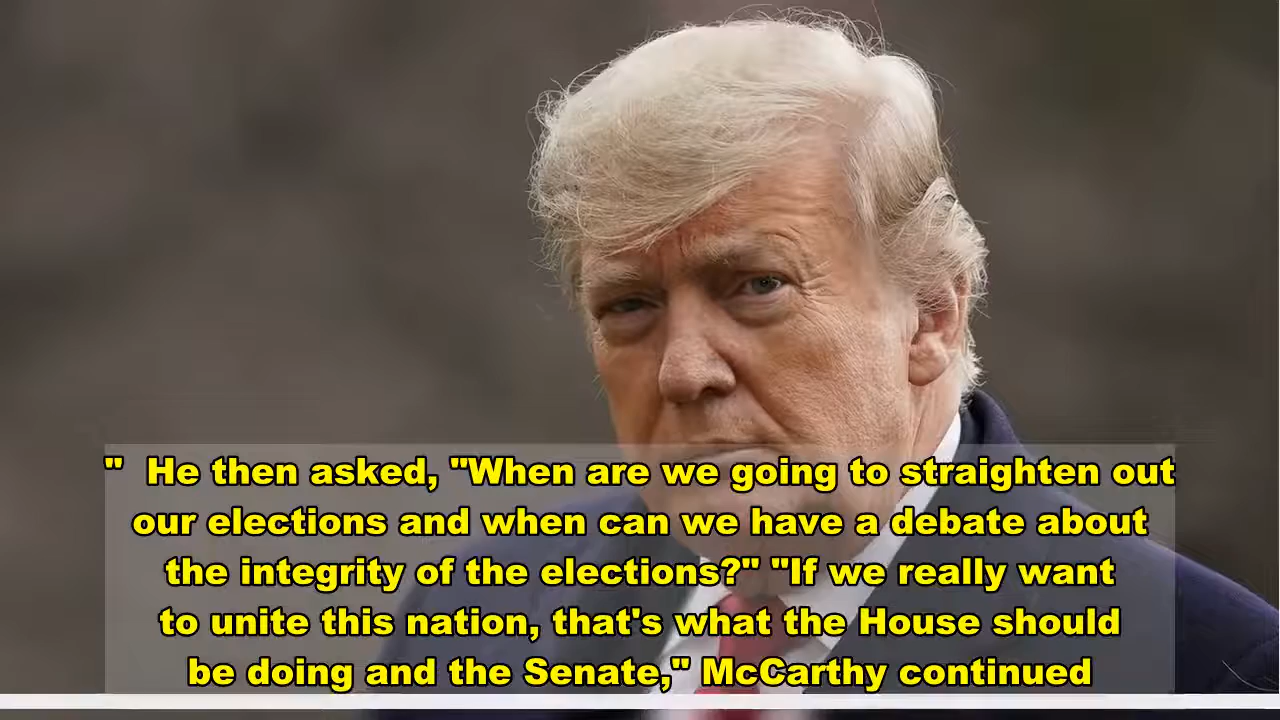 "  He then asked, "When are we going to straighten out
our elections and when can we have a debate about
the integrity of the elections?" "If we really want
to unite this nation, that's what the House should
be doing and the Senate," McCarthy continued